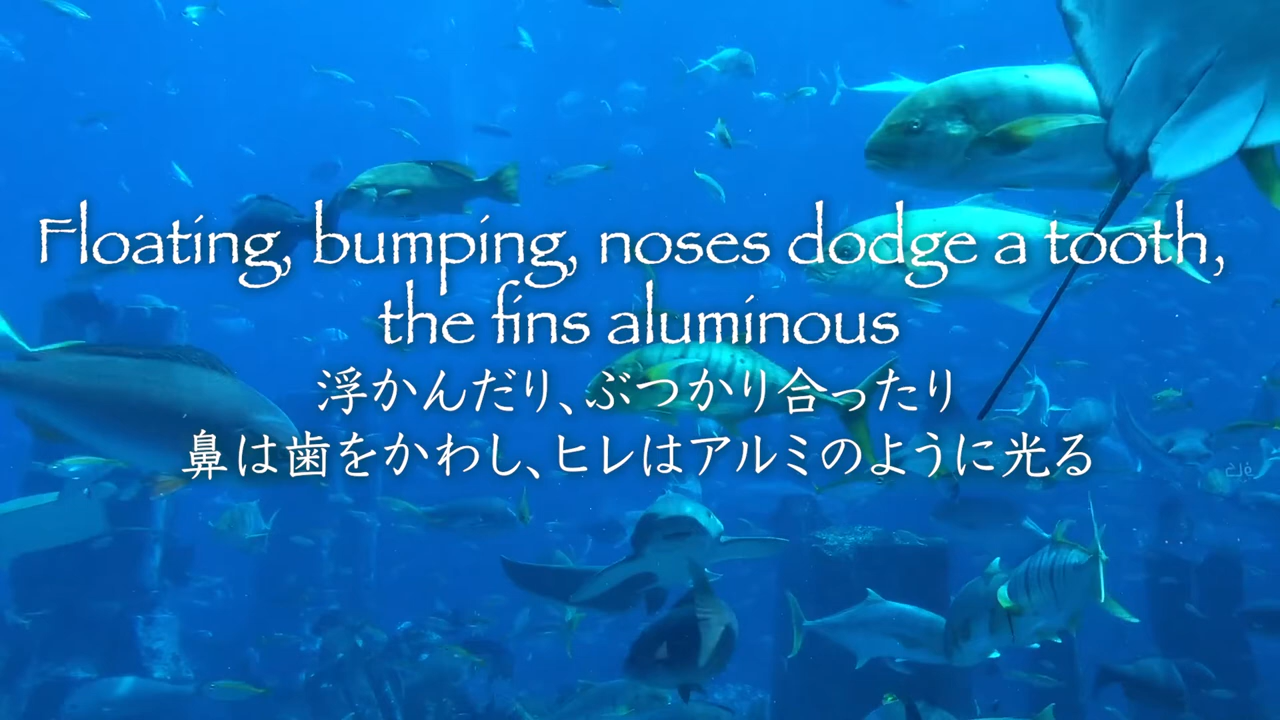 Floating, bumping, noses dodge a tooth,
the fins aluminous
浮かんだり、ぶつかり合ったり
鼻は歯をかわし、ヒレはアルミのように光る